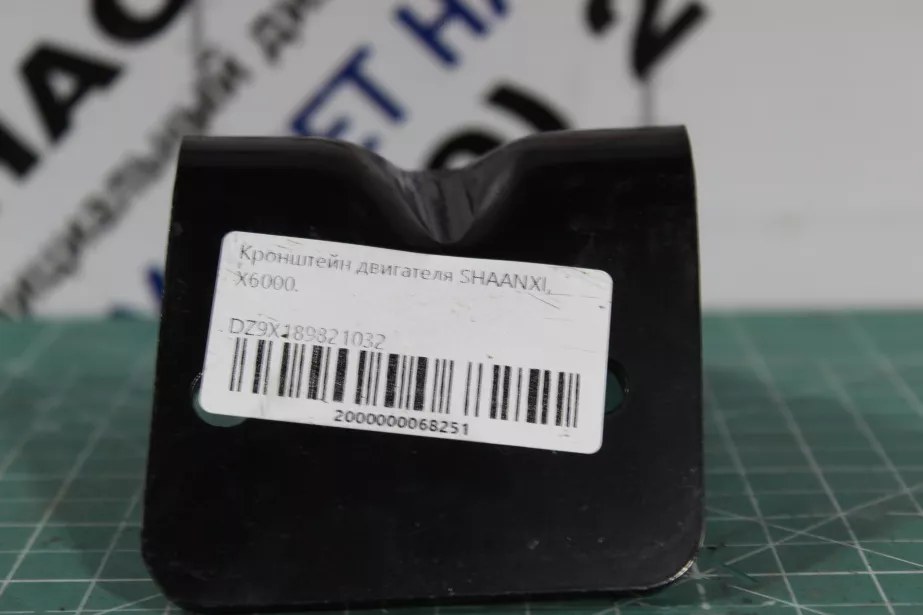 Кронштейн двигателя SHAANXI,
X6000.
DZ9X189821032
2000000068251